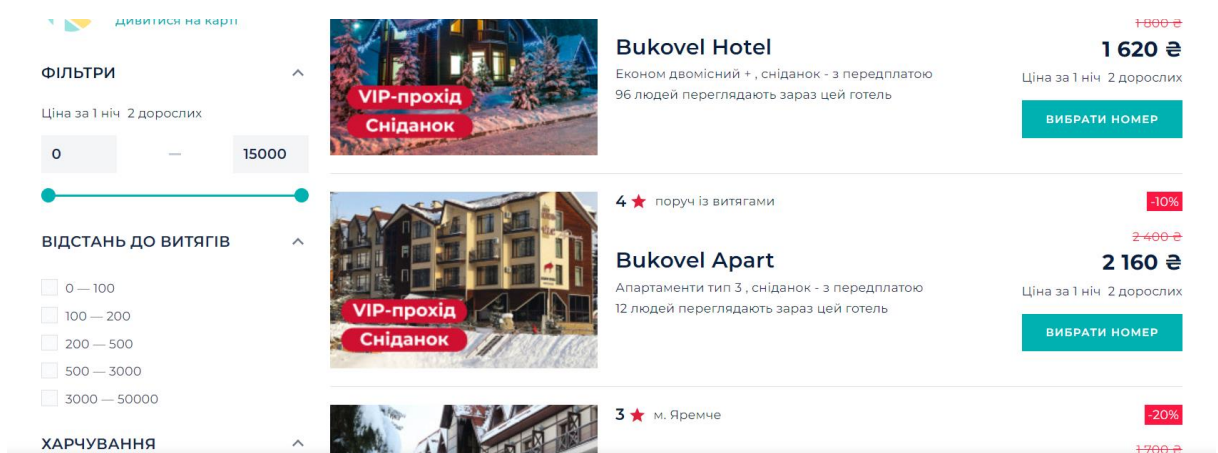 Дивитися на карті
ФІЛЬТРИ
Ціна за 1 ніч 2 дорослих
0 — 15000
ВІДСТАНЬ ДО ВИТЯГІВ
0 — 100
100 — 200
200 — 500
500 — 3000
3000 — 50000
ХАРЧУВАННЯ
VIP-прохід
Сніданок
Bukovel Hotel
Економ двомісний + , сніданок - з передплатою
96 людей переглядають зараз цей готель
1 800 ₴
1 620 ₴
Ціна за 1 ніч 2 дорослих
ВИБРАТИ НОМЕР
VIP-прохід
Сніданок
4 ★ поруч із витягами
Bukovel Apart
Апартаменти тип 3 , сніданок - з передплатою
12 людей переглядають зараз цей готель
-10%
2 400 ₴
2 160 ₴
Ціна за 1 ніч 2 дорослих
ВИБРАТИ НОМЕР
3 ★ м. Яремче
-20%
1 700 ₴